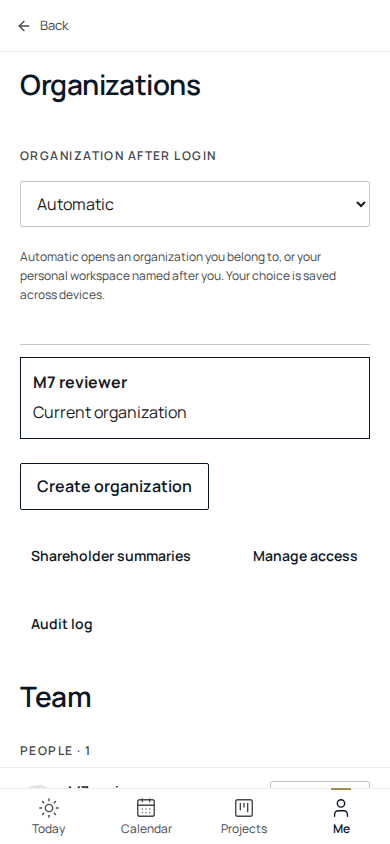 Back
Organizations
ORGANIZATION AFTER LOGIN
Automatic
Automatic opens an organization you belong to, or your
personal workspace named after you. Your choice is saved
across devices.
M7 reviewer
Current organization
Create organization
Shareholder summaries
Manage access
Audit log
Team
PEOPLE · 1
Today
Calendar
Projects
Me